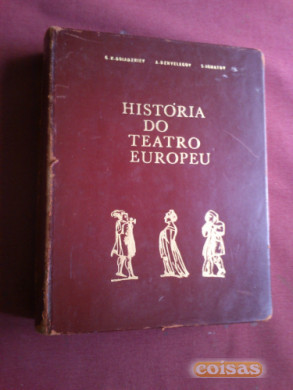 HISTÓRIA
DO
TEATRO
EUROPEU
coisas